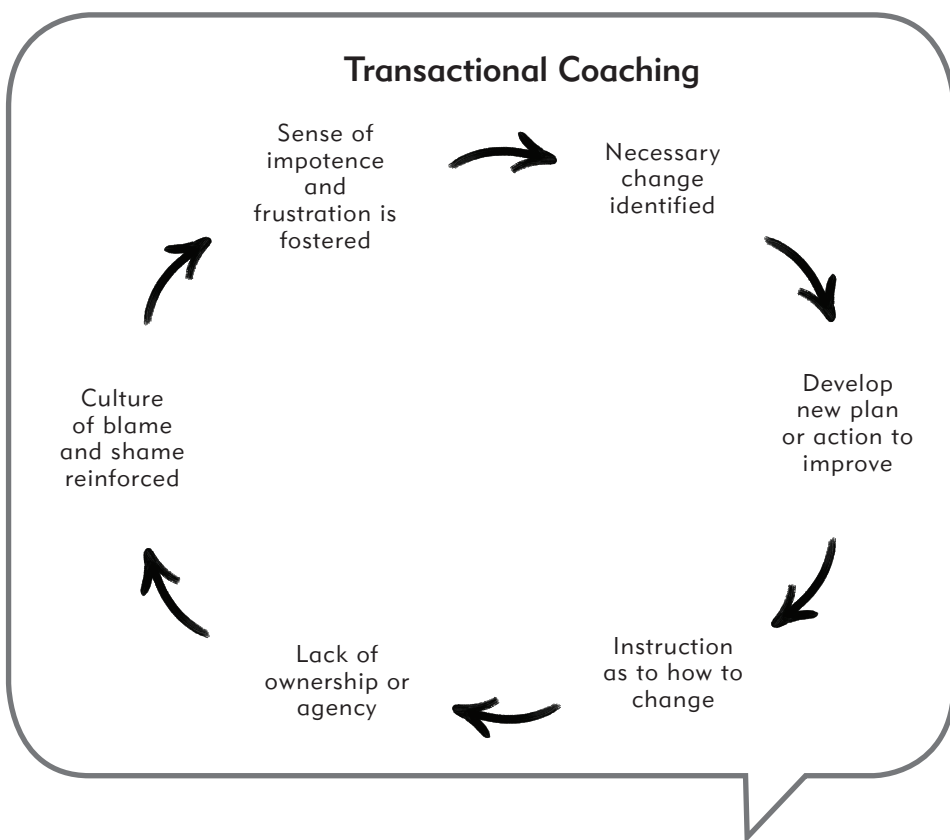 Transactional Coaching
Sense of
impotence
and
frustration is
fostered
Necessary
change
identified
Develop
new plan
or action to
improve
Instruction
as to how to
change
Lack of
ownership or
agency
Culture
of blame
and shame
reinforced